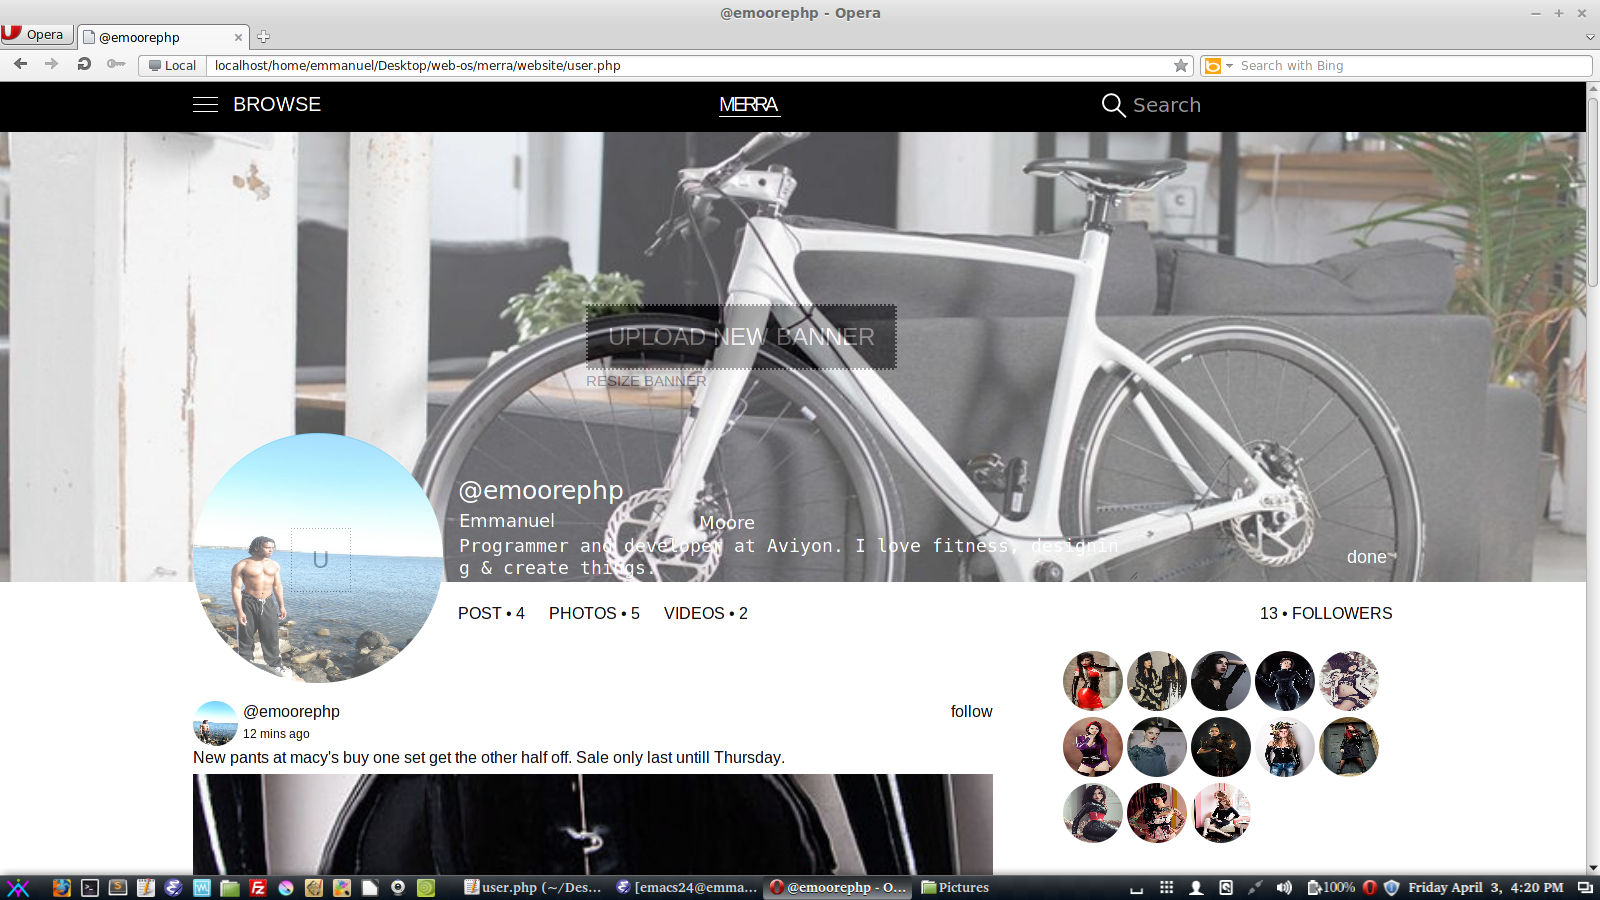 @emoorephp - Opera
Opera
@emoorephp
Local
localhost/home/emmanuel/Desktop/web-os/merra/website/user.php
Search with Bing
BROWSE
MERRA
Search
UPLOAD NEW BANNER
RESIZE BANNER
U
@emoorephp
Emmanuel Moore
Programmer and developer at Aviyon. I love fitness, designin
g & create things.
done
POST • 4 PHOTOS • 5 VIDEOS • 2
13 • FOLLOWERS
@emoorephp
follow
12 mins ago
New pants at macy's buy one set get the other half off. Sale only last untill Thursday.
user.php (~/Des... [emacs24@emma... @emoorephp - O... Pictures
100%
Friday April 3, 4:20 PM